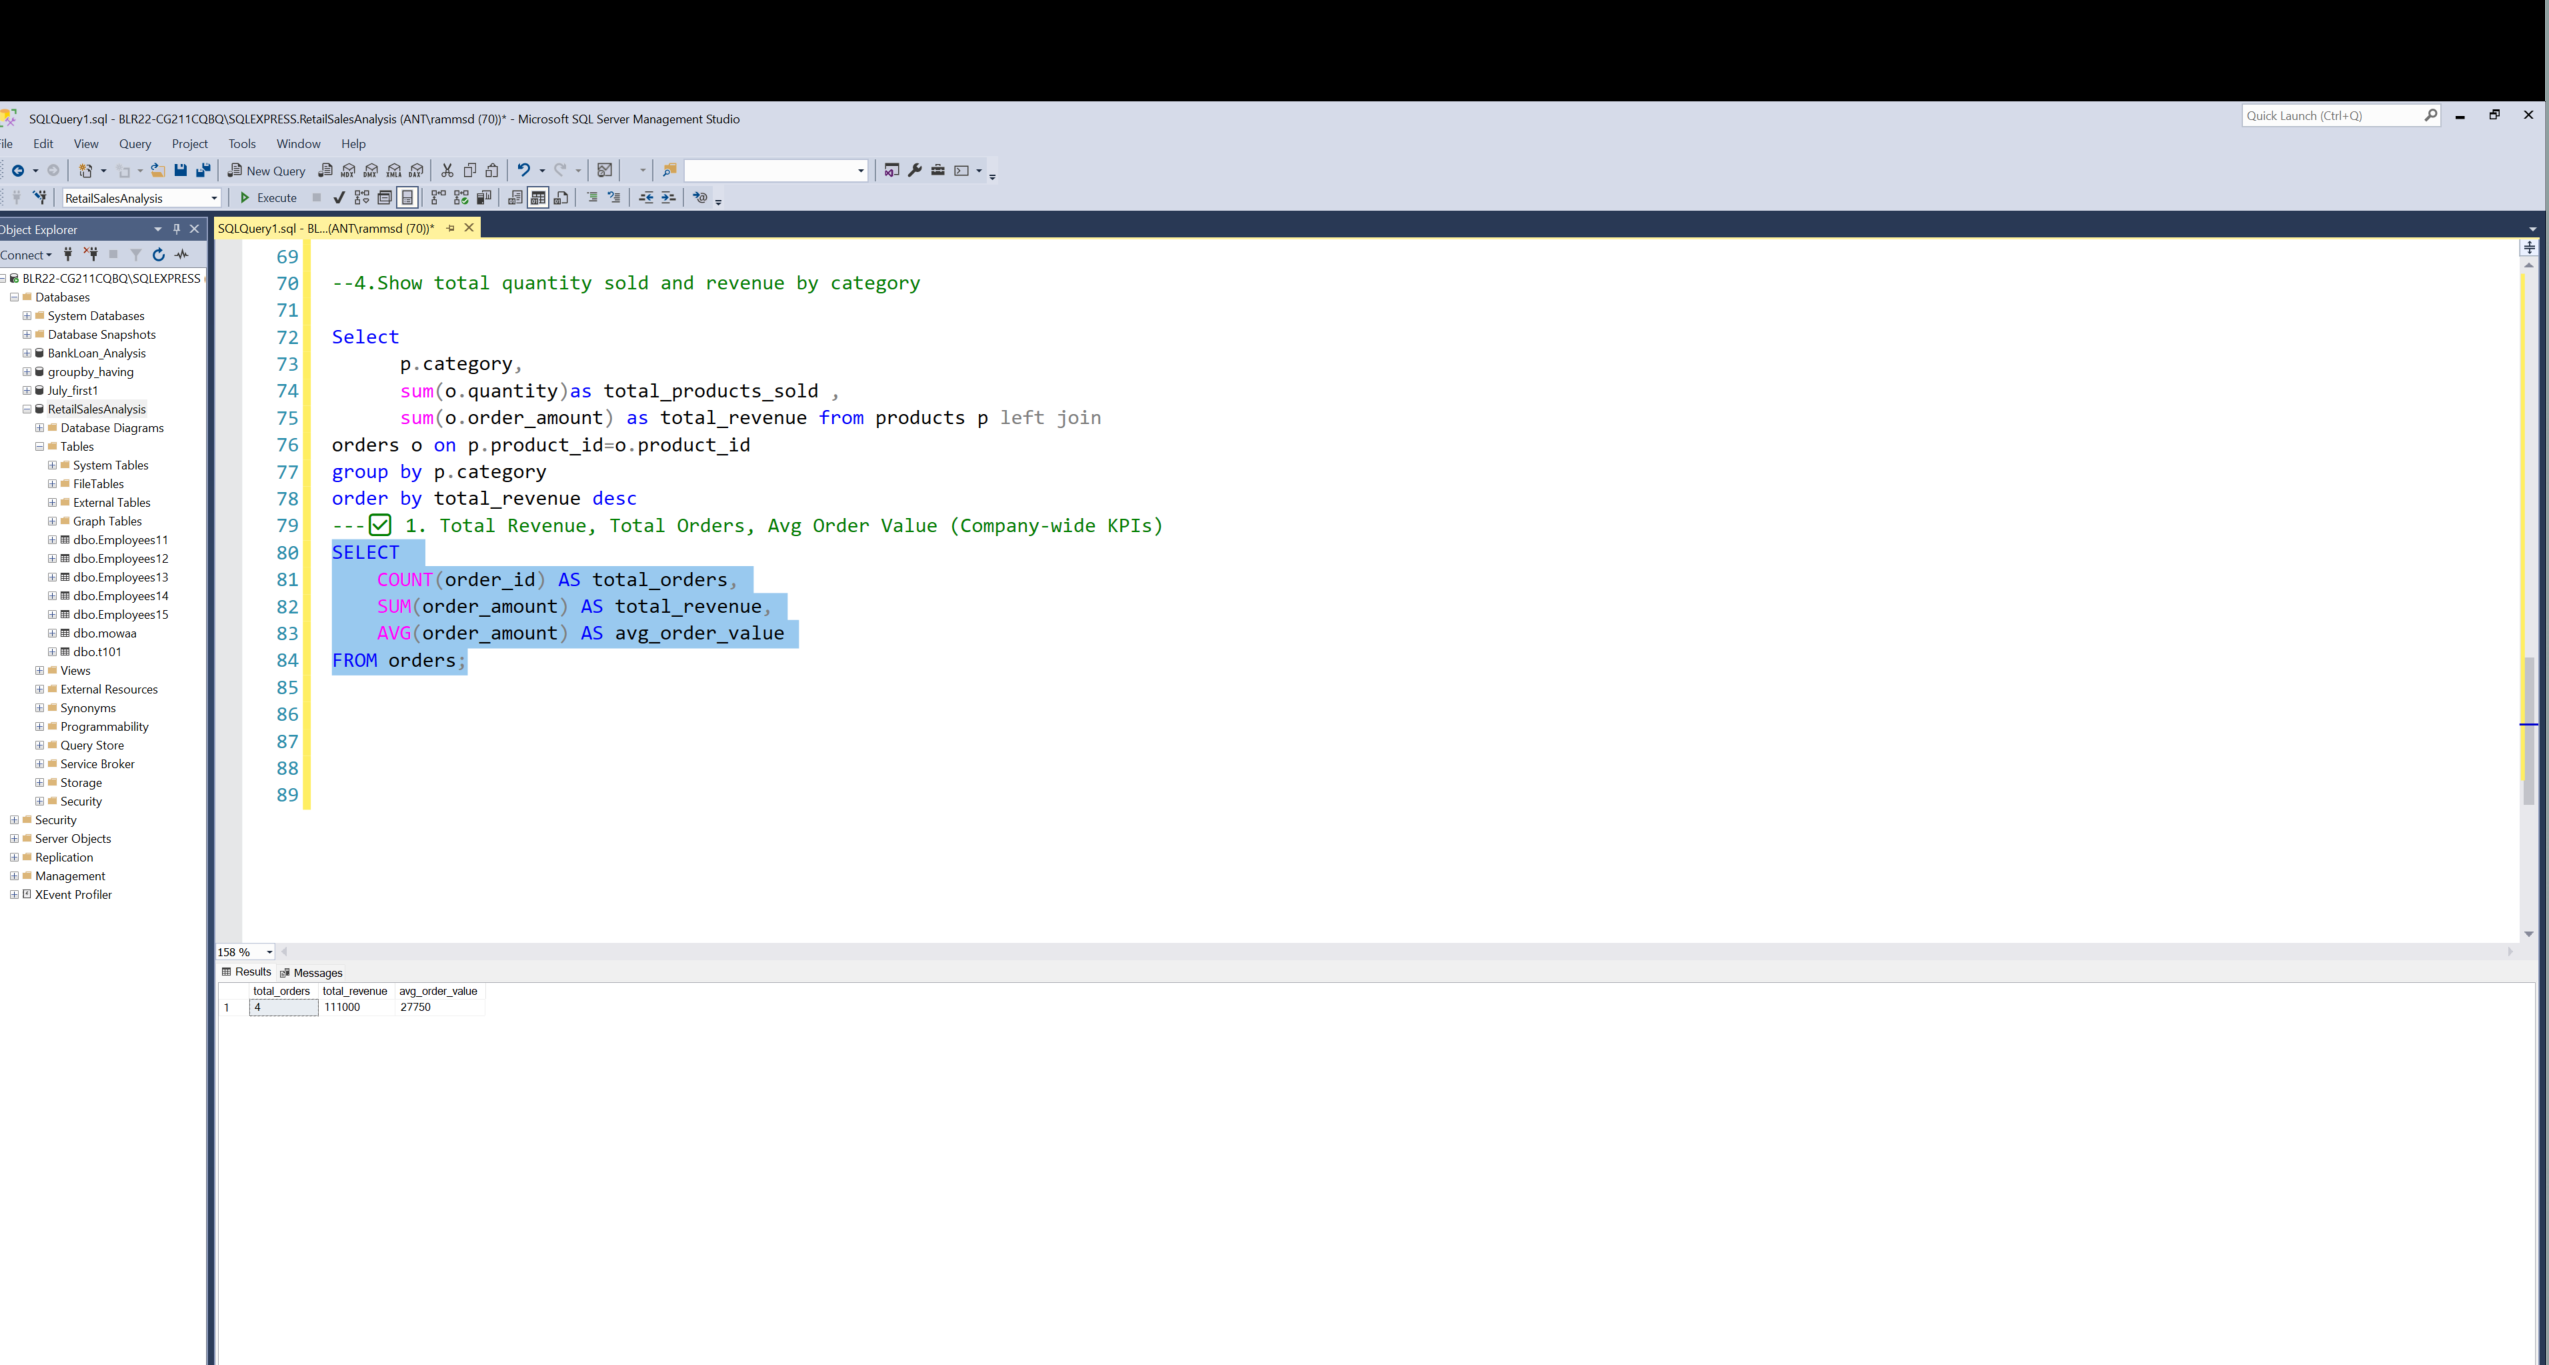 SQLQuery1.sql - BLR22-CG211CQBQ\SQLEXPRESS.RetailSalesAnalysis (ANT\rammsd (70))* - Microsoft SQL Server Management Studio
Quick Launch (Ctrl+Q)
File Edit View Query Project Tools Window Help
New Query MDX DMX XMLA DAX
RetailSalesAnalysis Execute
Object Explorer
SQLQuery1.sql - BL...(ANT\rammsd (70))*
Connect
BLR22-CG211CQBQ\SQLEXPRESS
Databases
System Databases
Database Snapshots
BankLoan_Analysis
groupby_having
July_first1
RetailSalesAnalysis
Database Diagrams
Tables
System Tables
FileTables
External Tables
Graph Tables
dbo.Employees11
dbo.Employees12
dbo.Employees13
dbo.Employees14
dbo.Employees15
dbo.mowaa
dbo.t101
Views
External Resources
Synonyms
Programmability
Query Store
Service Broker
Storage
Security
Security
Server Objects
Replication
Management
XEvent Profiler
69
70 --4.Show total quantity sold and revenue by category
71
72 Select
73 p.category,
74 sum(o.quantity)as total_products_sold ,
75 sum(o.order_amount) as total_revenue from products p left join
76 orders o on p.product_id=o.product_id
77 group by p.category
78 order by total_revenue desc
79 ---✅ 1. Total Revenue, Total Orders, Avg Order Value (Company-wide KPIs)
80 SELECT
81 COUNT(order_id) AS total_orders,
82 SUM(order_amount) AS total_revenue,
83 AVG(order_amount) AS avg_order_value
84 FROM orders;
85
86
87
88
89
158 %
Results Messages
total_orders total_revenue avg_order_value
1 4 111000 27750